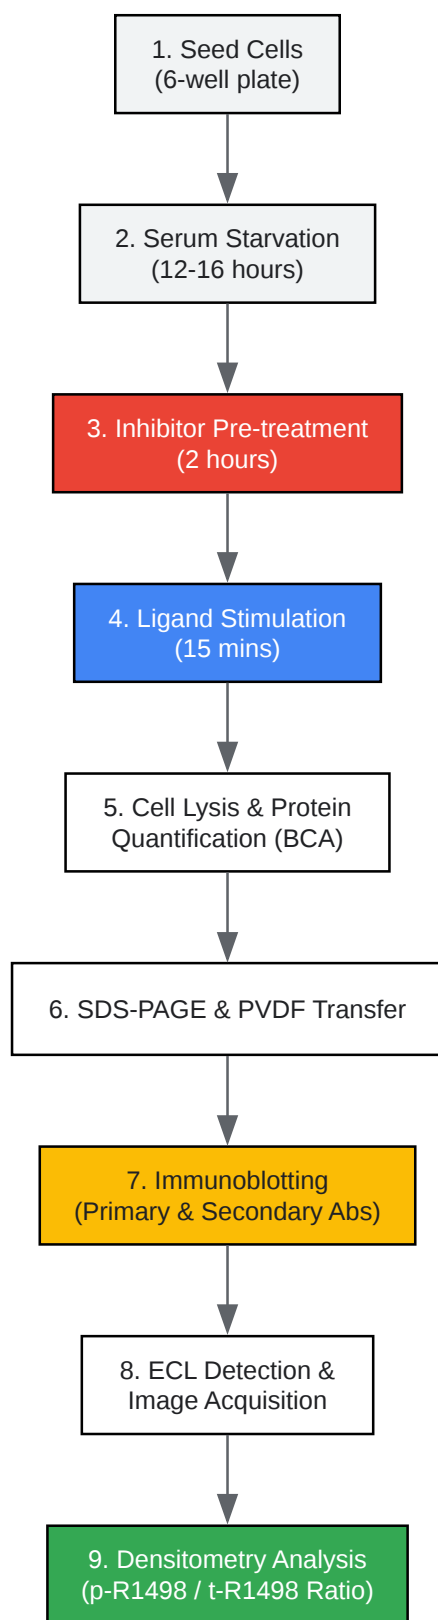 1. Seed Cells
(6-well plate)
2. Serum Starvation
(12-16 hours)
3. Inhibitor Pre-treatment
(2 hours)
4. Ligand Stimulation
(15 mins)
5. Cell Lysis & Protein
Quantification (BCA)
6. SDS-PAGE & PVDF Transfer
7. Immunoblotting
(Primary & Secondary Abs)
8. ECL Detection &
Image Acquisition
9. Densitometry Analysis
(p-R1498 / t-R1498 Ratio)